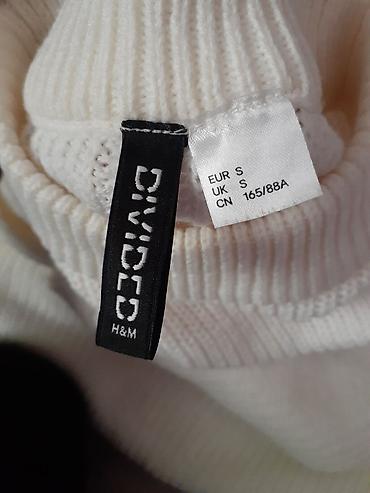 DIVIDED
H&M
EUR S
UK S
CN 165/88A